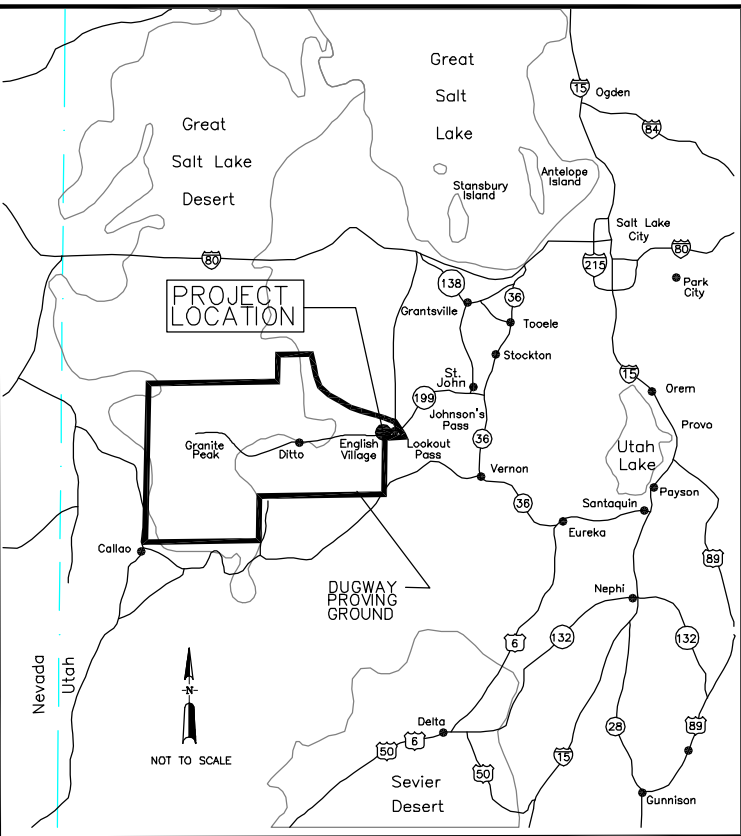 Great
Salt
Lake
15
Ogden
84
Great
Salt Lake
Desert
Antelope
Island
Stansbury
Island
Salt Lake
City
80
80
215
138
36
Park
City
PROJECT
LOCATION
Grantsville
Tooele
Stockton
St.
John
15
Orem
199
Johnson's
Pass
Provo
Granite
Peak
Ditto
English
Village
Lookout
Pass
36
Utah
Lake
Vernon
Payson
36
Santaquin
Eureka
Callao
89
DUGWAY
PROVING
GROUND
Nephi
6
132
132
Nevada
Utah
N
NOT TO SCALE
Delta
50
6
28
89
15
50
Sevier
Desert
Gunnison